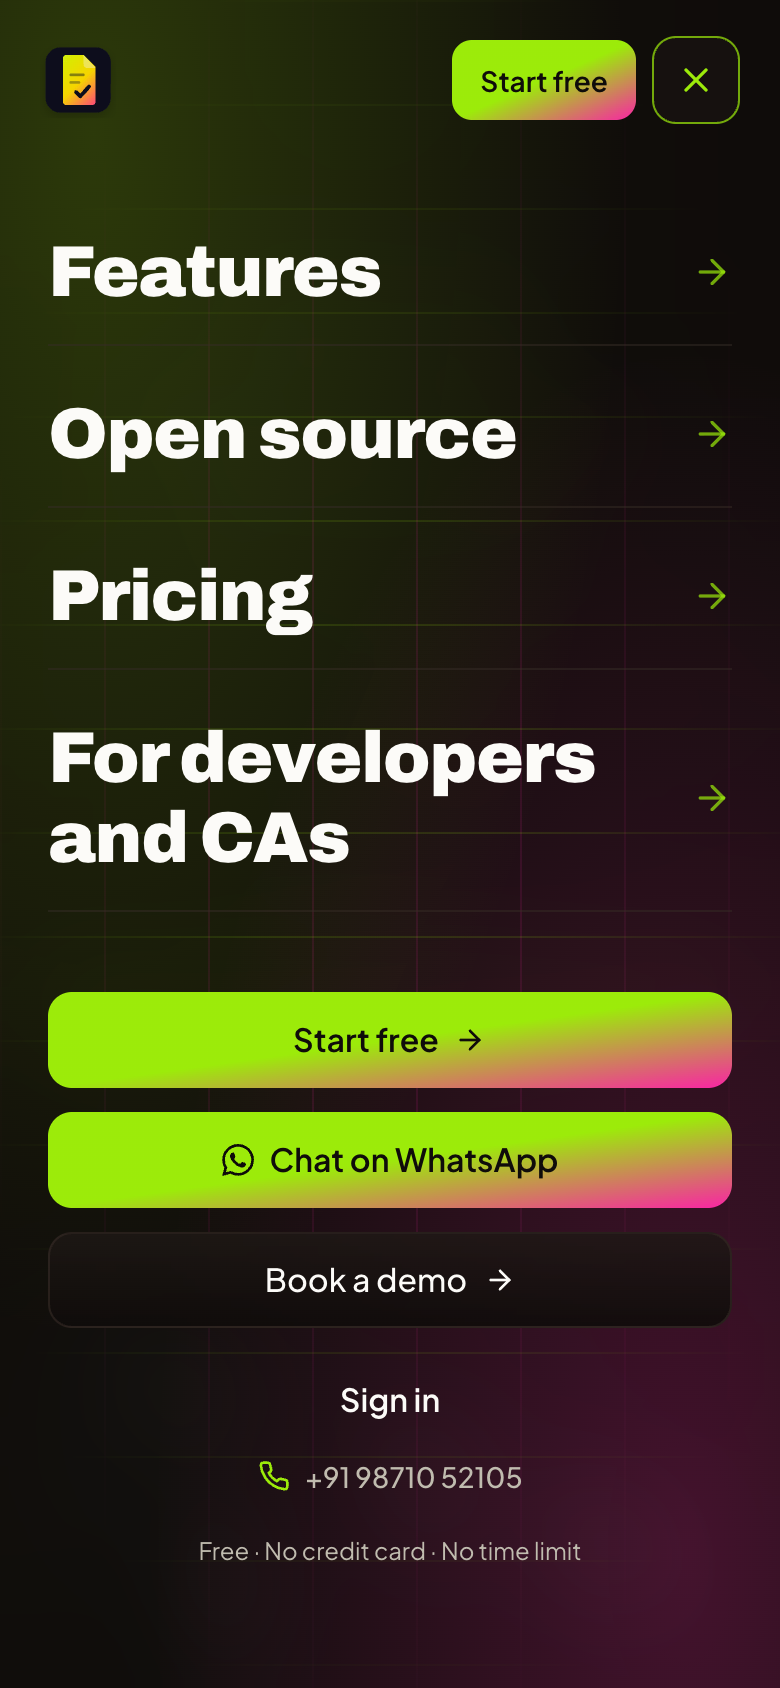 Start free
Features
Open source
Pricing
For developers
and CAs
Start free
Chat on WhatsApp
Book a demo
Sign in
+91 98710 52105
Free · No credit card · No time limit